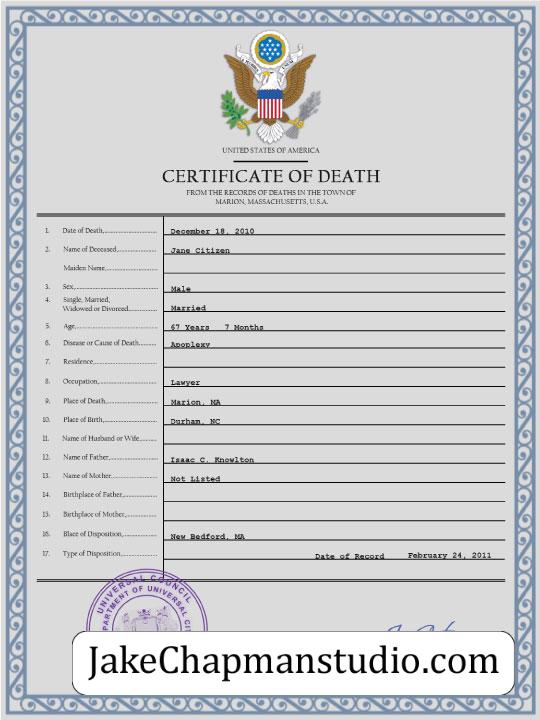 UNITED STATES OF AMERICA
CERTIFICATE OF DEATH
FROM THE RECORDS OF DEATHS IN THE TOWN OF
MARION, MASSACHUSETTS, U.S.A.
1. Date of Death, December 18, 2010
2. Name of Deceased, Jane Citizen
Maiden Name,
3. Sex, Male
4. Single, Married,
Widowed or Divorced, Married
5. Age, 67 Years 7 Months
6. Disease or Cause of Death, Apoplexy
7. Residence,
8. Occupation, Lawyer
9. Place of Death, Marion, MA
10. Place of Birth, Durham, NC
11. Name of Husband or Wife,
12. Name of Father, Isaac C. Knowlton
13. Name of Mother, Not Listed
14. Birthplace of Father,
15. Birthplace of Mother,
16. Blace of Disposition, New Bedford, MA
17. Type of Disposition, Date of Record February 24, 2011
UNIVERSAL COUNCIL
PARTMENT OF UNIVERSAL CI
JakeChapmanstudio.com